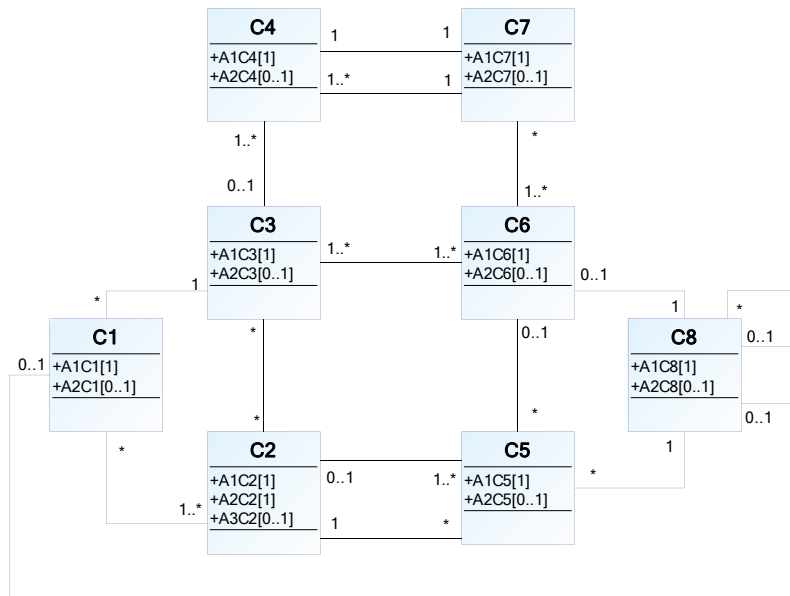 C4
+A1C4[1]
+A2C4[0..1]
1
1
1..*
1
C7
+A1C7[1]
+A2C7[0..1]
1..*
0..1
*
1..*
C3
+A1C3[1]
+A2C3[0..1]
1..*
1..*
C6
+A1C6[1]
+A2C6[0..1]
0..1
1
*
1
*
0..1
C1
+A1C1[1]
+A2C1[0..1]
0..1
*
0..1
C8
+A1C8[1]
+A2C8[0..1]
0..1
*
*
1..*
*
1
*
C2
+A1C2[1]
+A2C2[1]
+A3C2[0..1]
0..1
1..*
1
*
C5
+A1C5[1]
+A2C5[0..1]